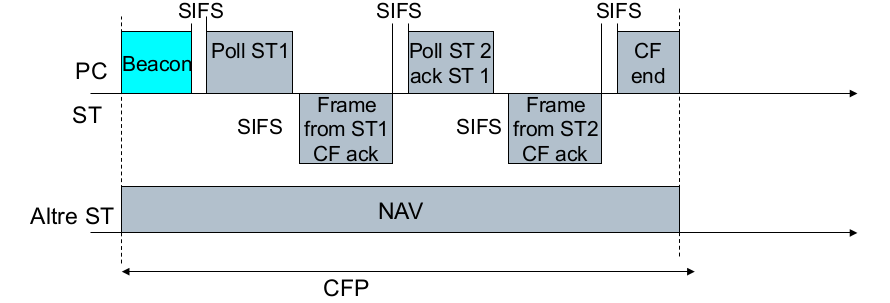 SIFS SIFS SIFS
PC
Beacon
Poll ST1
Poll ST 2
ack ST 1
CF
end
ST
SIFS
Frame
from ST1
CF ack
SIFS
Frame
from ST2
CF ack
Altre ST
NAV
CFP